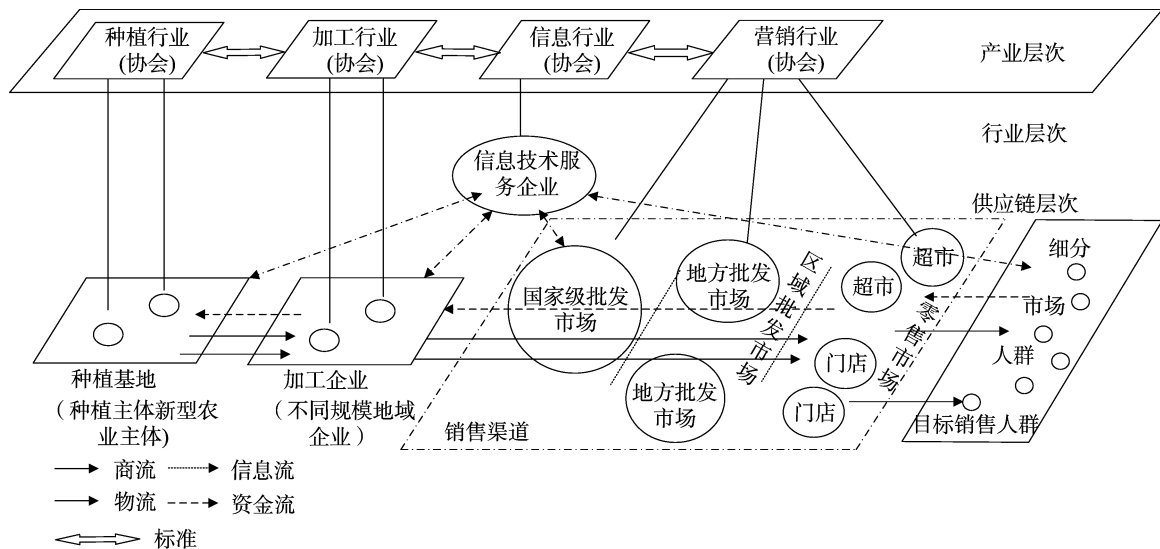 种植行业
(协会)
加工行业
(协会)
信息行业
(协会)
营销行业
(协会)
产业层次
行业层次
信息技术服
务企业
供应链层次
细分
市场
人群
目标销售人群
超市
超市
区域批发市场
零售市场
地方批发
市场
国家级批发
市场
门店
地方批发
市场
门店
销售渠道
种植基地
（种植主体新型农
业主体)
加工企业
（不同规模地域
企业）
商流
信息流
物流
资金流
标准